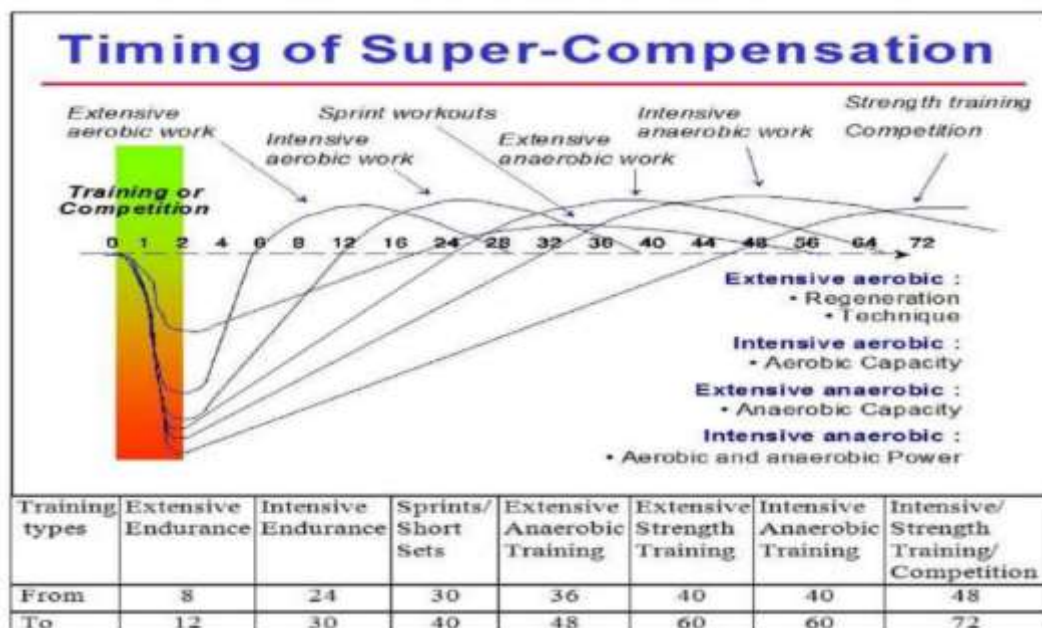 Timing of Super-Compensation
Extensive
aerobic work
Intensive
aerobic work
Sprint workouts
Extensive
anaerobic work
Intensive
anaerobic work
Strength training
Competition
Training or
Competition
0 1 2 4 6 8 12 16 24 28 32 36 40 44 48 56 64 72
Extensive aerobic :
• Regeneration
• Technique
Intensive aerobic :
• Aerobic Capacity
Extensive anaerobic :
• Anaerobic Capacity
Intensive anaerobic :
• Aerobic and anaerobic Power
Training types Extensive Endurance Intensive Endurance Sprints/ Short Sets Extensive Anaerobic Training Extensive Strength Training Intensive Anaerobic Training Intensive/ Strength Training/ Competition
From 8 24 30 36 40 40 48
To 12 30 40 48 60 60 72